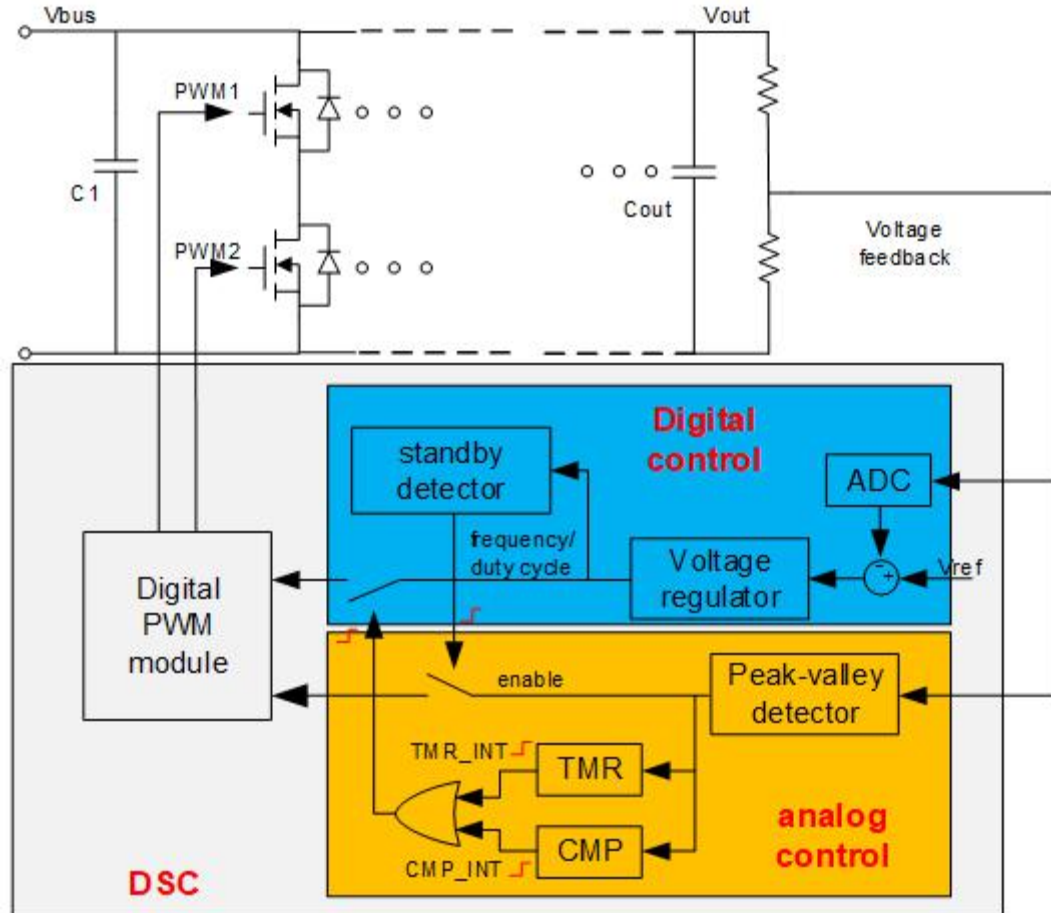 Vbus
Vout
PWM1
C1
Cout
PWM2
Voltage
feedback
Digital
control
standby
detector
ADC
frequency/
duty cycle
Voltage
regulator
-
+
Vref
Digital
PWM
module
enable
Peak-valley
detector
TMR_INT
TMR
CMP_INT
CMP
analog
control
DSC